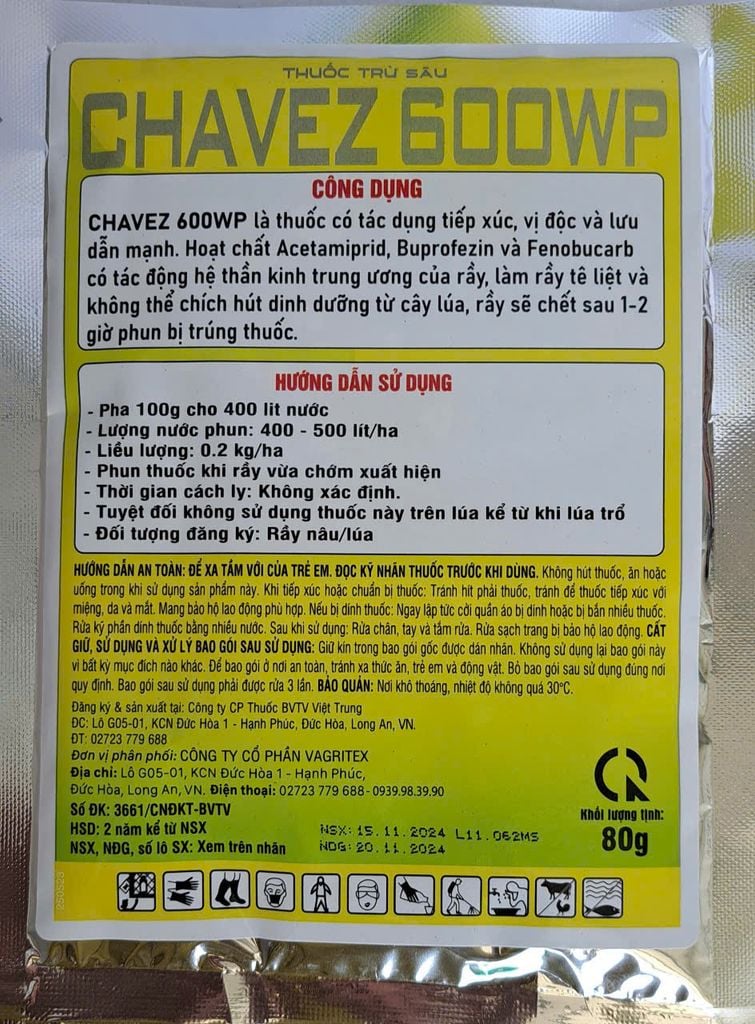 THUỐC TRỪ SÂU
CHAVEZ 600WP
CÔNG DỤNG
CHAVEZ 600WP là thuốc có tác dụng tiếp xúc, vị độc và lưu
dẫn mạnh. Hoạt chất Acetamiprid, Buprofezin và Fenobucarb
có tác động hệ thần kinh trung ương của rầy, làm rầy tê liệt và
không thể chích hút dinh dưỡng từ cây lúa, rầy sẽ chết sau 1-2
giờ phun bị trúng thuốc.
HƯỚNG DẪN SỬ DỤNG
- Pha 100g cho 400 lit nước
- Lượng nước phun: 400 - 500 lít/ha
- Liều lượng: 0.2 kg/ha
- Phun thuốc khi rầy vừa chớm xuất hiện
- Thời gian cách ly: Không xác định.
- Tuyệt đối không sử dụng thuốc này trên lúa kể từ khi lúa trổ
- Đối tượng đăng ký: Rầy nâu/lúa
HƯỚNG DẪN AN TOÀN: ĐỂ XA TẦM VỚI CỦA TRẺ EM. ĐỌC KỸ NHÃN THUỐC TRƯỚC KHI DÙNG. Không hút thuốc, ăn hoặc
uống trong khi sử dụng sản phẩm này. Khi tiếp xúc hoặc chuẩn bị thuốc: Tránh hít phải thuốc, tránh để thuốc tiếp xúc với
miệng, da và mắt. Mang bảo hộ lao động phù hợp. Nếu bị dính thuốc: Ngay lập tức cởi quần áo bị dính hoặc bị bắn nhiều thuốc.
Rửa kỹ phần dính thuốc bằng nhiều nước. Sau khi sử dụng: Rửa chân, tay và tắm rửa. Rửa sạch trang bị bảo hộ lao động. CẤT
GIỮ, SỬ DỤNG VÀ XỬ LÝ BAO GÓI SAU SỬ DỤNG: Giữ kín trong bao gói gốc được dán nhãn. Không sử dụng lại bao gói này
vì bất kỳ mục đích nào khác. Để bao gói ở nơi an toàn, tránh xa thức ăn, trẻ em và động vật. Bỏ bao gói sau sử dụng đúng nơi
quy định. Bao gói sau sử dụng phải được rửa 3 lần. BẢO QUẢN: Nơi khô thoáng, nhiệt độ không quá 30°C.
Đăng ký & sản xuất tại: Công ty CP Thuốc BVTV Việt Trung
ĐC: Lô G05-01, KCN Đức Hòa 1 - Hạnh Phúc, Đức Hòa, Long An, VN.
ĐT: 02723 779 688
Đơn vị phân phối: CÔNG TY CỔ PHẦN VAGRITEX
Địa chỉ: Lô G05-01, KCN Đức Hòa 1 - Hạnh Phúc,
Đức Hòa, Long An, VN. Điện thoại: 02723 779 688- 0939.98.39.90
Số ĐK: 3661/CNĐKT-BVTV
HSD: 2 năm kể từ NSX
NSX, NĐG, số lô SX: Xem trên nhãn
NSX: 15.11.2024 L11.062MS
NDG: 20.11.2024
Khối lượng tịnh:
80g
250523